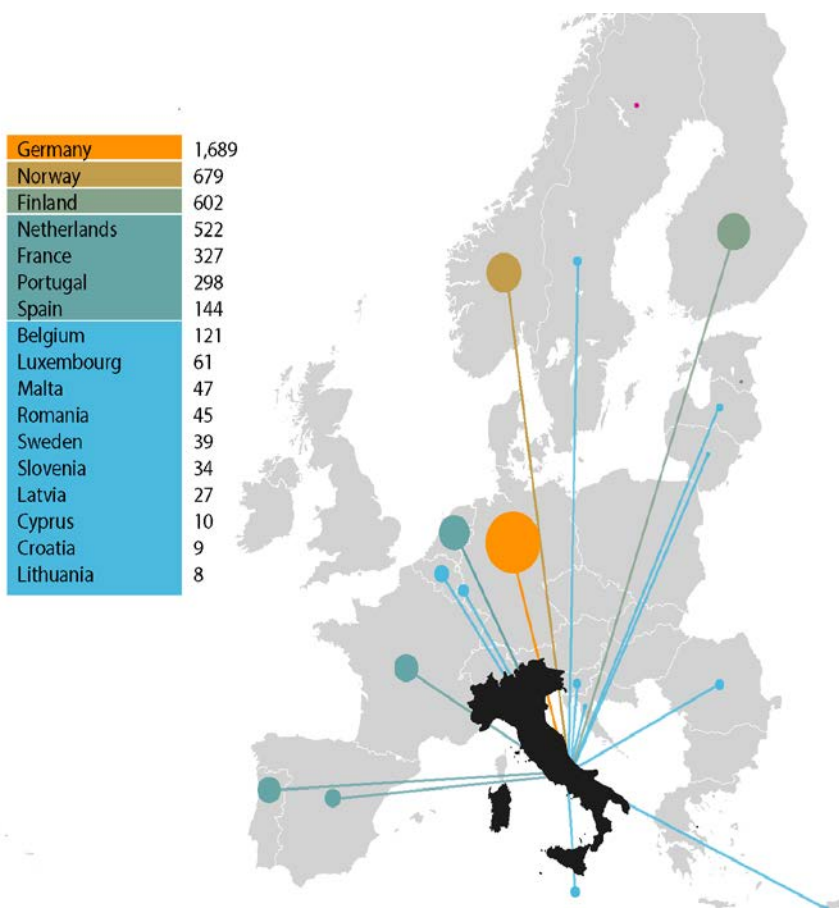 Germany 1,689
Norway 679
Finland 602
Netherlands 522
France 327
Portugal 298
Spain 144
Belgium 121
Luxembourg 61
Malta 47
Romania 45
Sweden 39
Slovenia 34
Latvia 27
Cyprus 10
Croatia 9
Lithuania 8